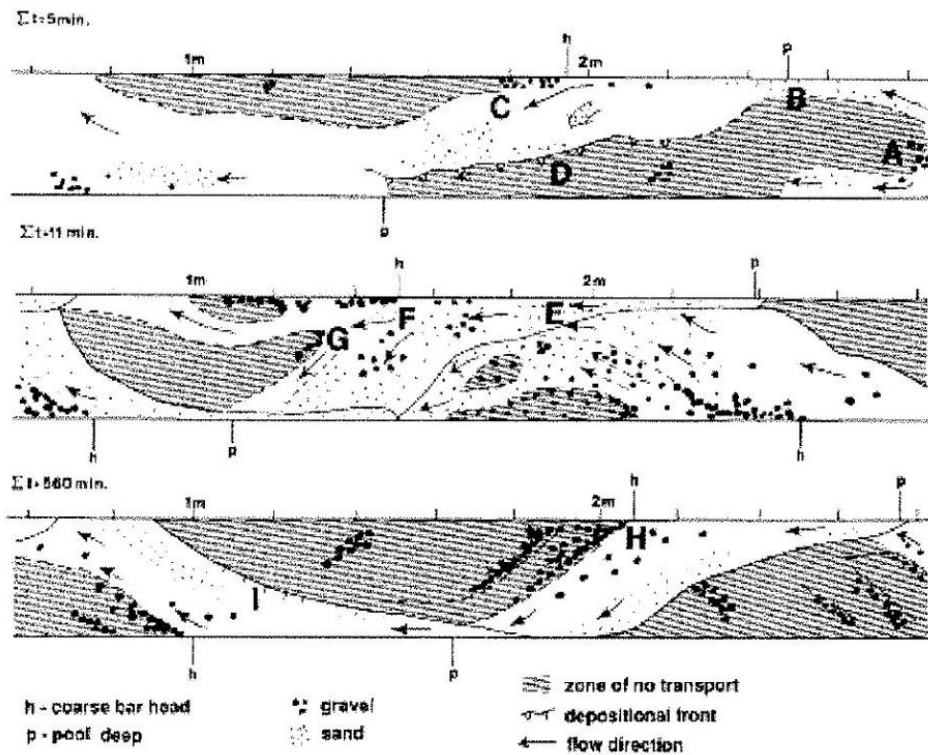 Σt=5min.
h
p
1m
2m
C
B
A
D
p
Σt=11 min.
h
p
1m
2m
E
F
G
h
p
h
Σt=560 min.
h
p
1m
2m
H
I
h
p
h - coarse bar head
p - pool deep
gravel
sand
zone of no transport
depositional front
flow direction